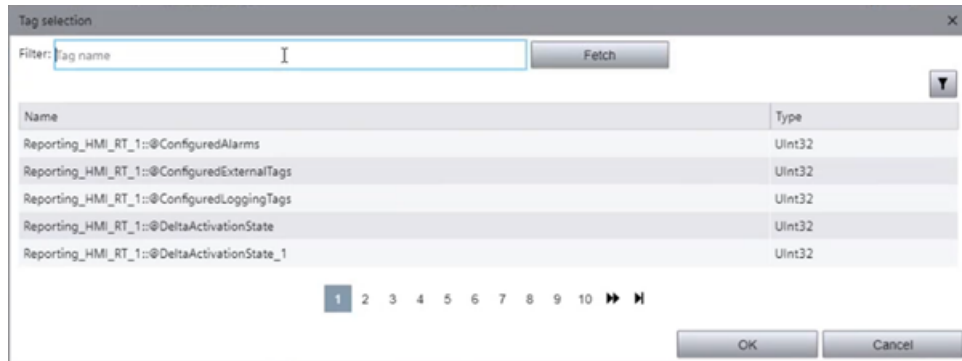 Tag selection
Filter: Tag name Fetch
Name Type
Reporting_HMI_RT_1::@ConfiguredAlarms UInt32
Reporting_HMI_RT_1::@ConfiguredExternalTags UInt32
Reporting_HMI_RT_1::@ConfiguredLoggingTags UInt32
Reporting_HMI_RT_1::@DeltaActivationState UInt32
Reporting_HMI_RT_1::@DeltaActivationState_1 UInt32
1 2 3 4 5 6 7 8 9 10
OK Cancel